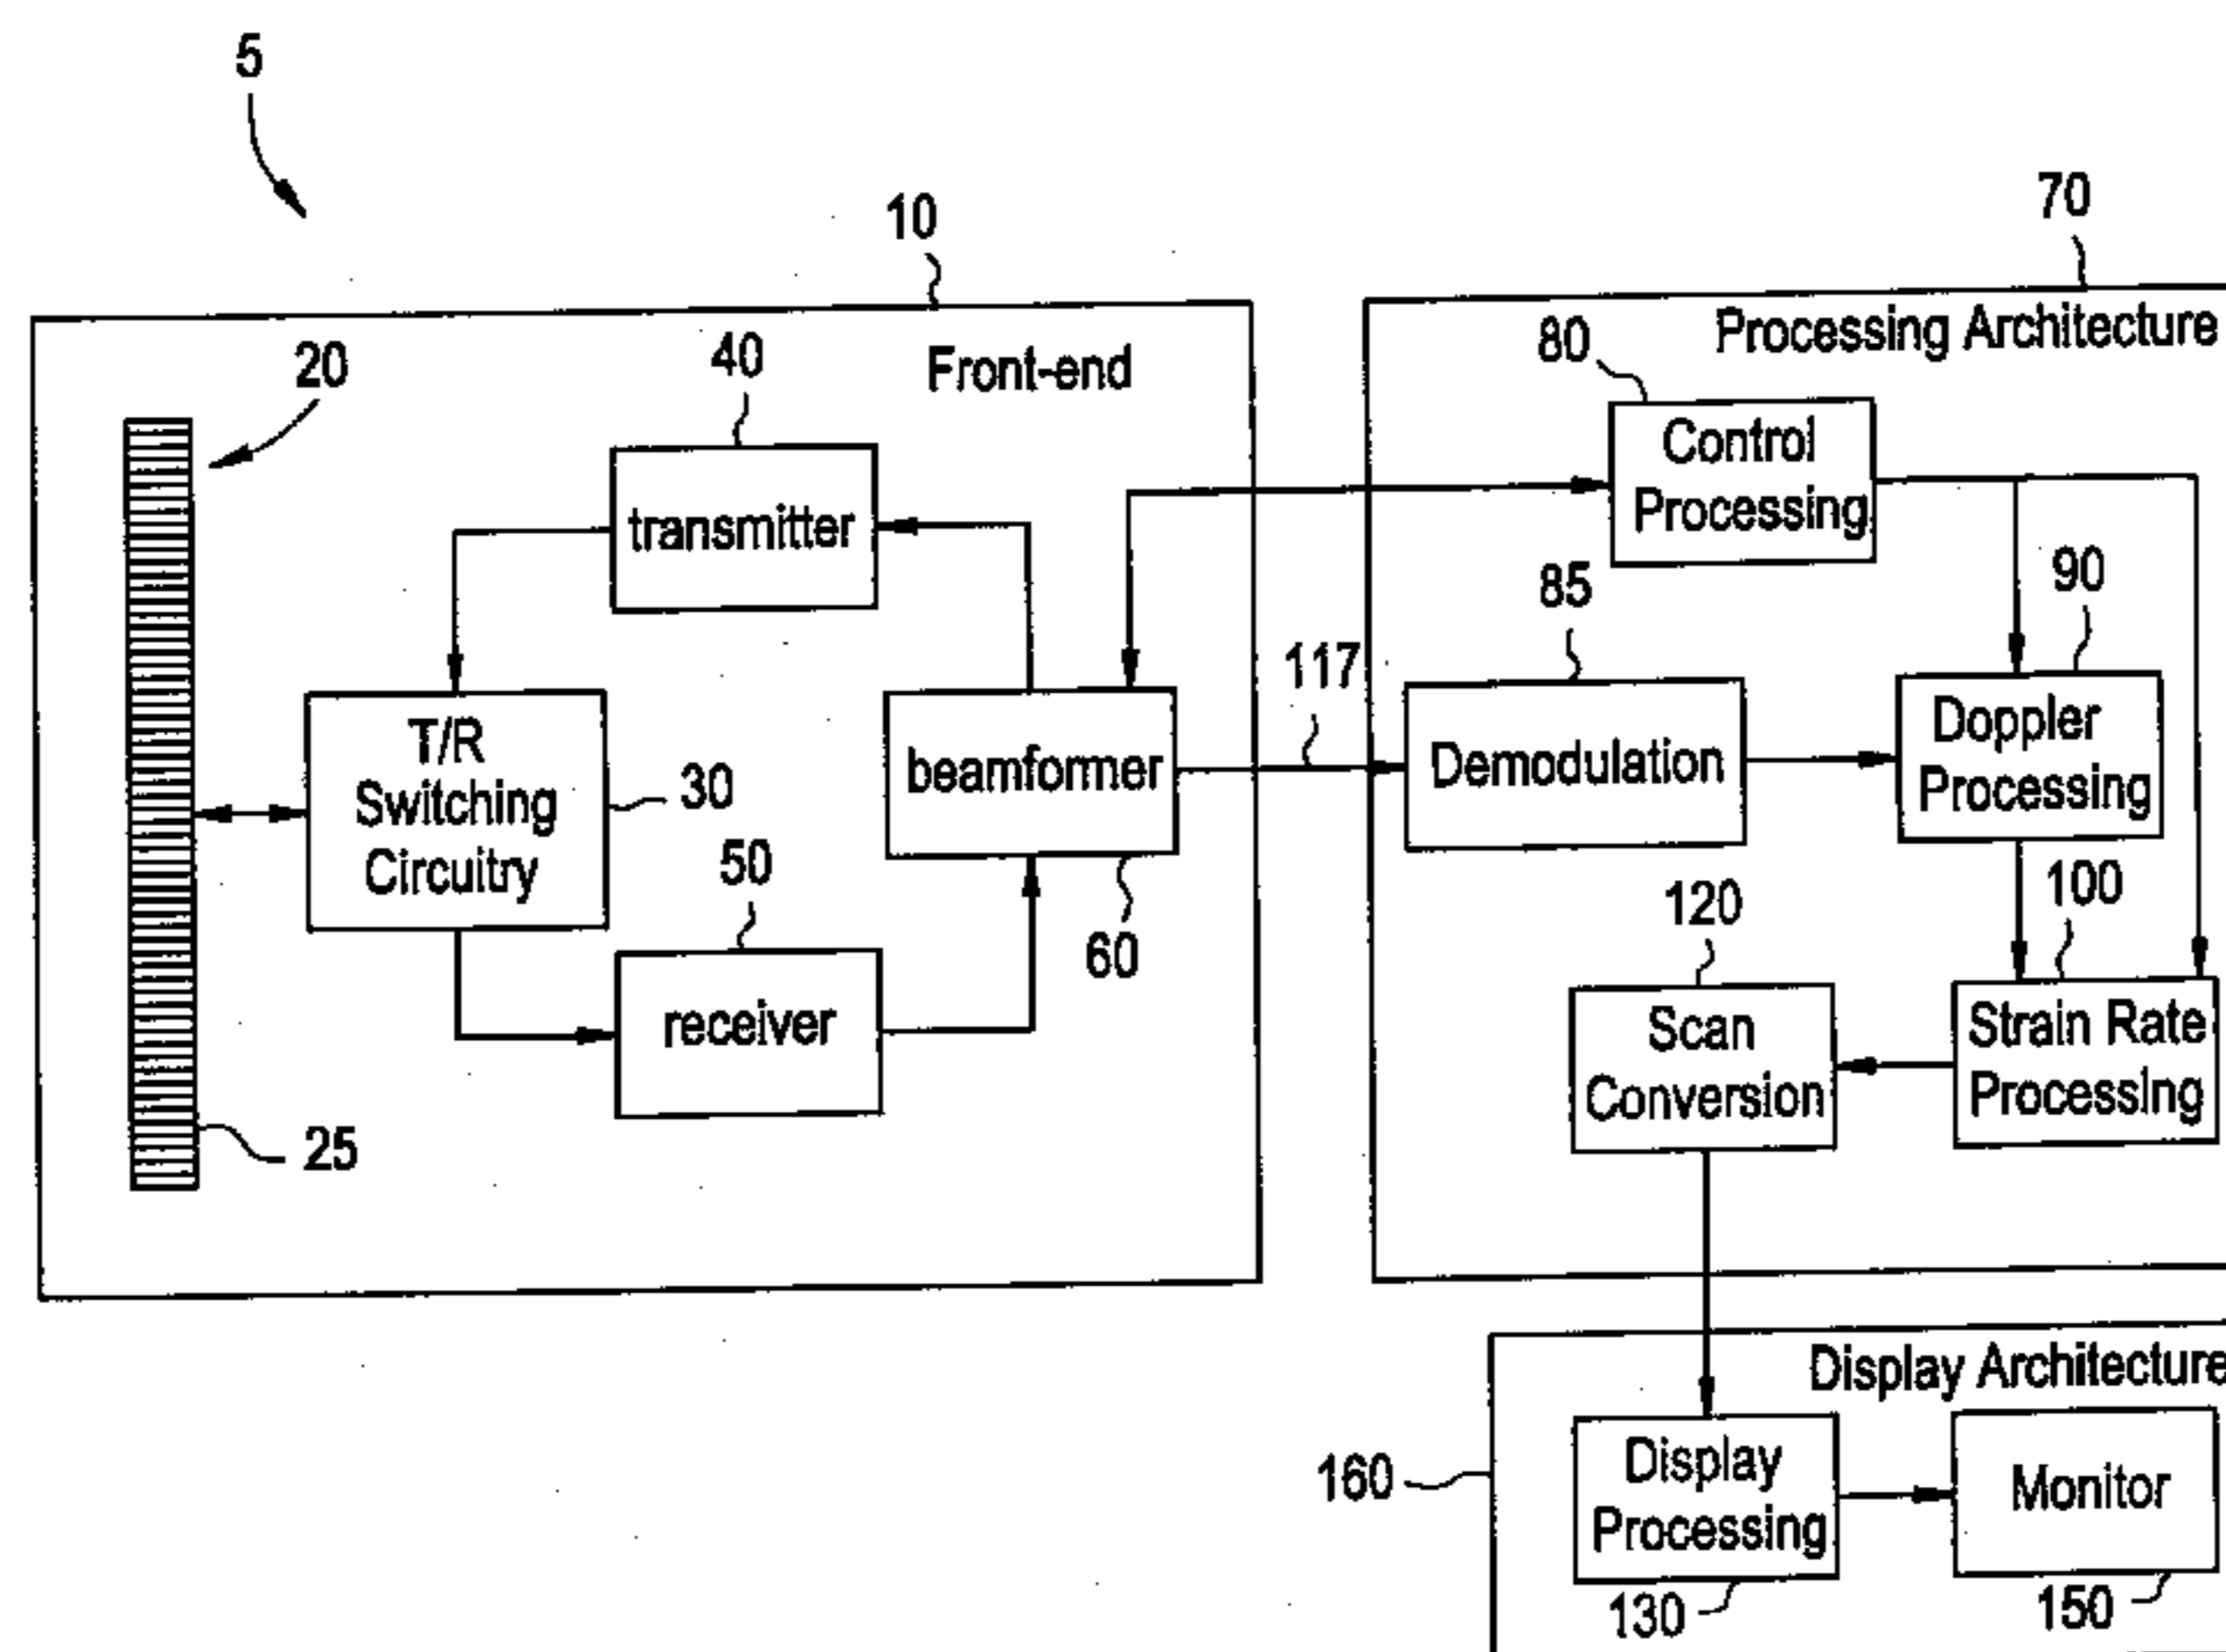 5
10
70
Front-end
Processing Architecture
20
40
80
transmitter
Control
Processing
85
90
117
T/R
Switching
Circuitry
30
beamformer
Demodulation
Doppler
Processing
50
60
120
100
receiver
Scan
Conversion
Strain Rate
Processing
25
Display Architecture
160
Display
Processing
Monitor
130
150